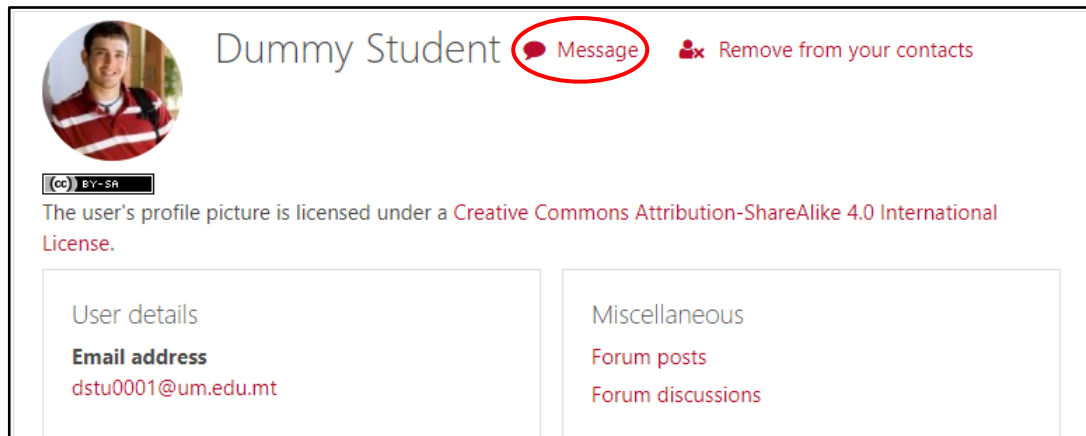 Dummy Student Message Remove from your contacts
(cc) BY-SA
The user's profile picture is licensed under a Creative Commons Attribution-ShareAlike 4.0 International
License.
User details
Email address
dstu0001@um.edu.mt
Miscellaneous
Forum posts
Forum discussions